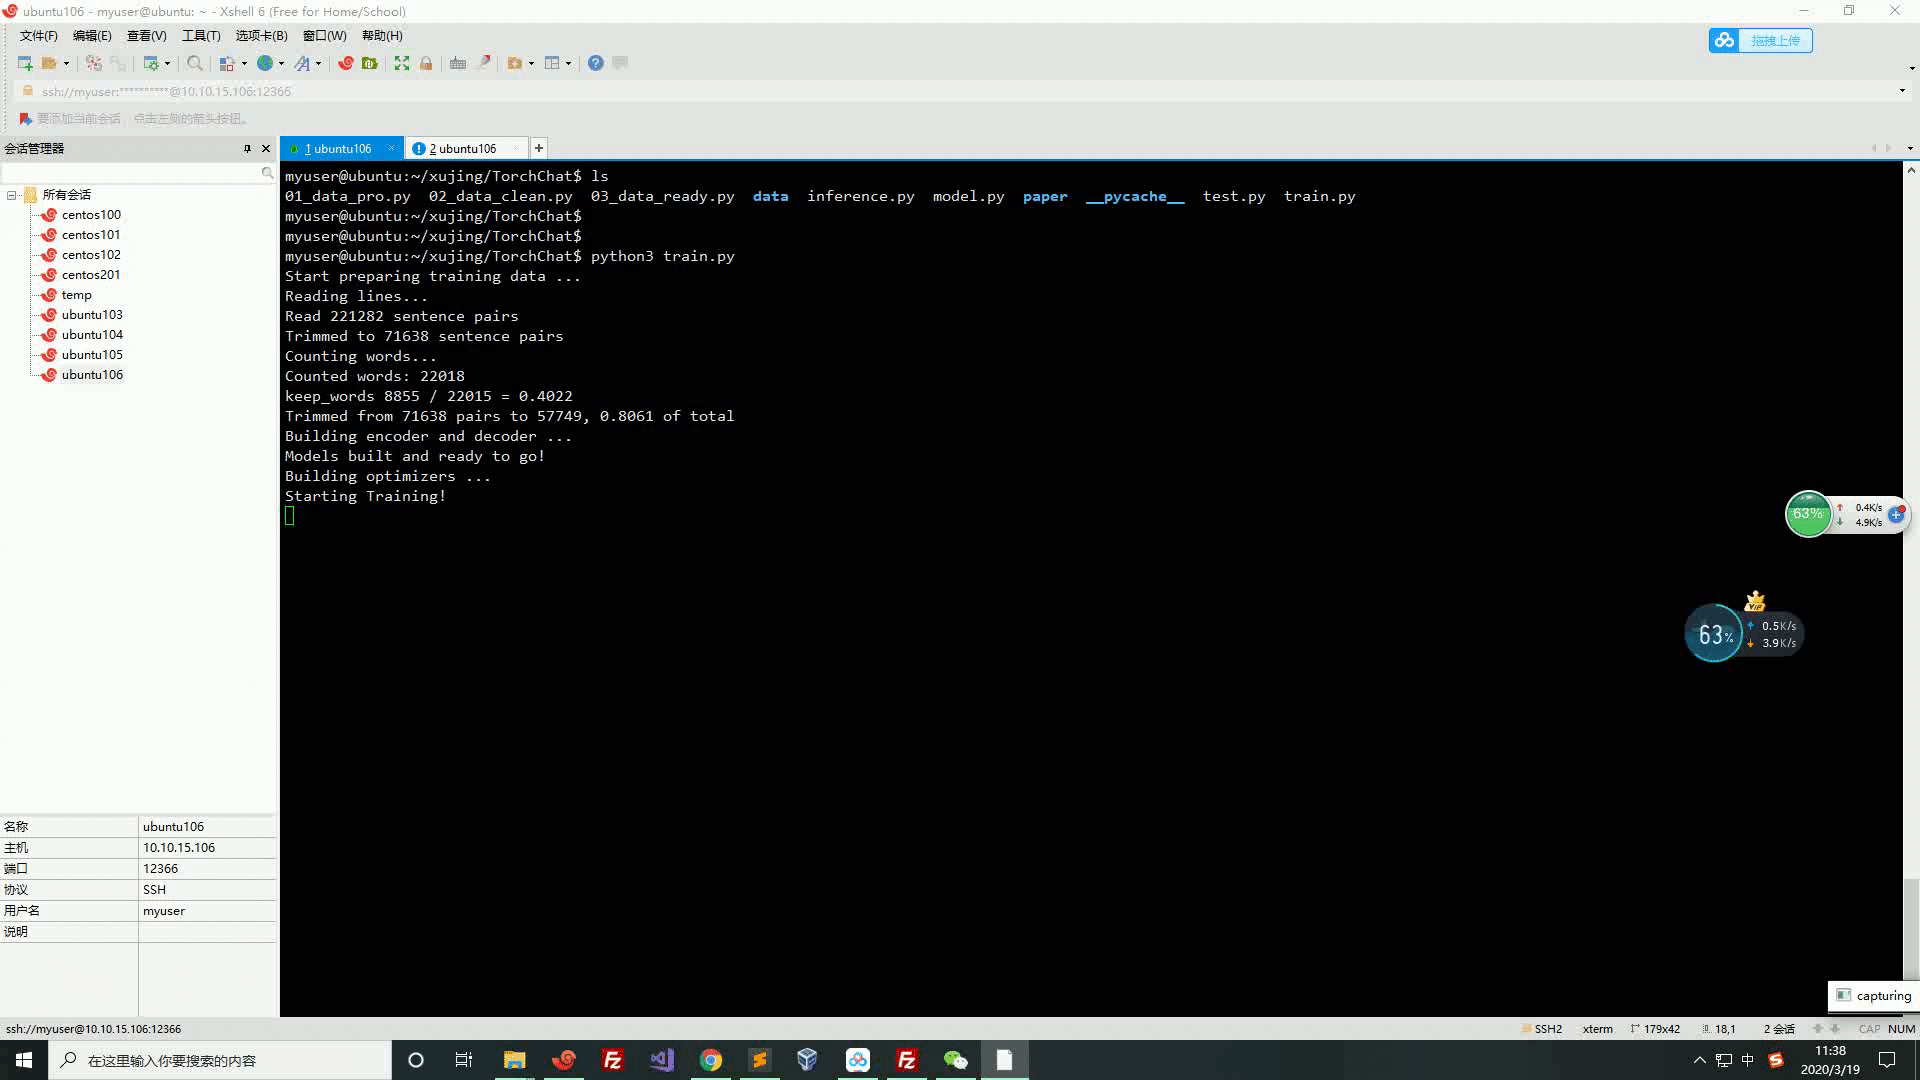 ubuntu106 - myuser@ubuntu: ~ - Xshell 6 (Free for Home/School)
文件(F) 编辑(E) 查看(V) 工具(T) 选项卡(B) 窗口(W) 帮助(H)
拖拽上传
ssh://myuser:**********@10.10.15.106:12366
要添加当前会话，点击左侧的箭头按钮。
会话管理器
1 ubuntu106
2 ubuntu106
所有会话
centos100
centos101
centos102
centos201
temp
ubuntu103
ubuntu104
ubuntu105
ubuntu106
myuser@ubuntu:~/xujing/TorchChat$ ls
01_data_pro.py 02_data_clean.py 03_data_ready.py data inference.py model.py paper __pycache__ test.py train.py
myuser@ubuntu:~/xujing/TorchChat$
myuser@ubuntu:~/xujing/TorchChat$
myuser@ubuntu:~/xujing/TorchChat$ python3 train.py
Start preparing training data ...
Reading lines...
Read 221282 sentence pairs
Trimmed to 71638 sentence pairs
Counting words...
Counted words: 22018
keep_words 8855 / 22015 = 0.4022
Trimmed from 71638 pairs to 57749, 0.8061 of total
Building encoder and decoder ...
Models built and ready to go!
Building optimizers ...
Starting Training!
63% 0.4K/s
4.9K/s
VIP
63% 0.5K/s
3.9K/s
名称 ubuntu106
主机 10.10.15.106
端口 12366
协议 SSH
用户名 myuser
说明
capturing
ssh://myuser@10.10.15.106:12366 SSH2 xterm 179x42 18,1 2 会话 CAP NUM
在这里输入你要搜索的内容
中
11:38
2020/3/19